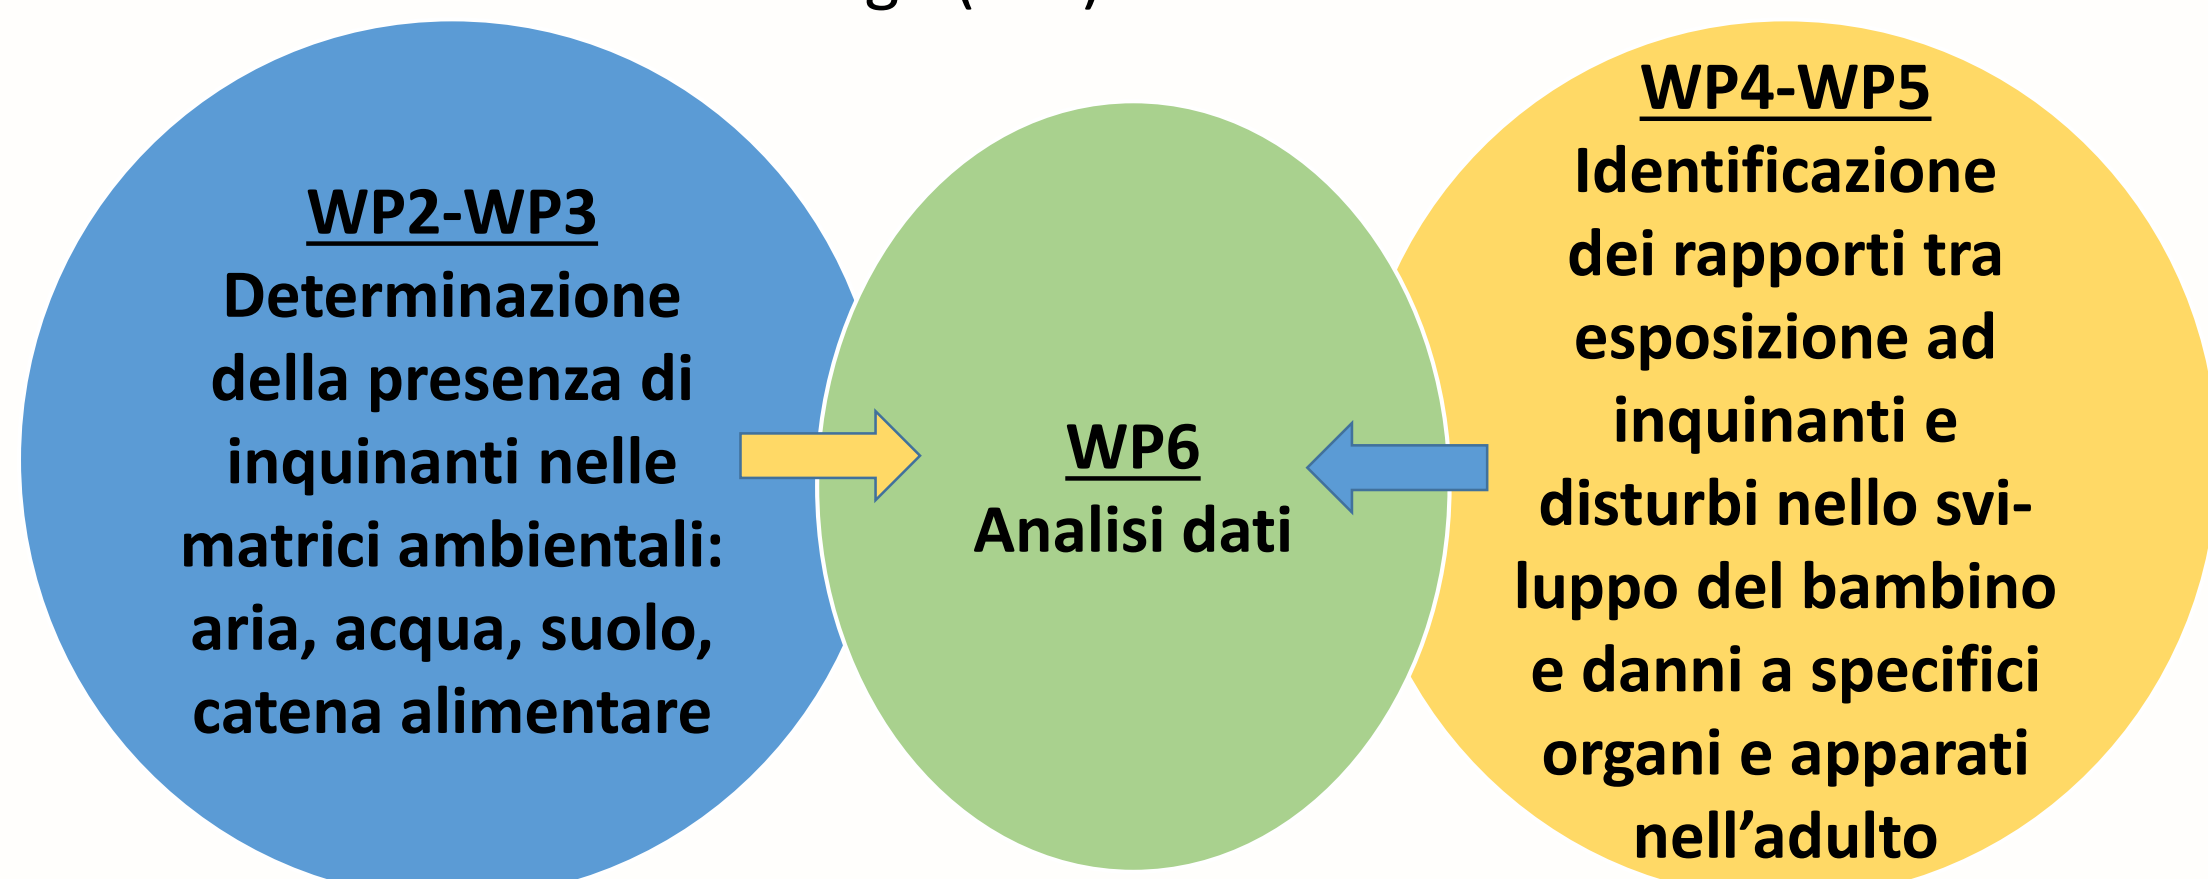 WP2-WP3
Determinazione
della presenza di
inquinanti nelle
matrici ambientali:
aria, acqua, suolo,
catena alimentare
WP6
Analisi dati
WP4-WP5
Identificazione
dei rapporti tra
esposizione ad
inquinanti e
disturbi nello svi-
luppo del bambino
e danni a specifici
organi e apparati
nell’adulto